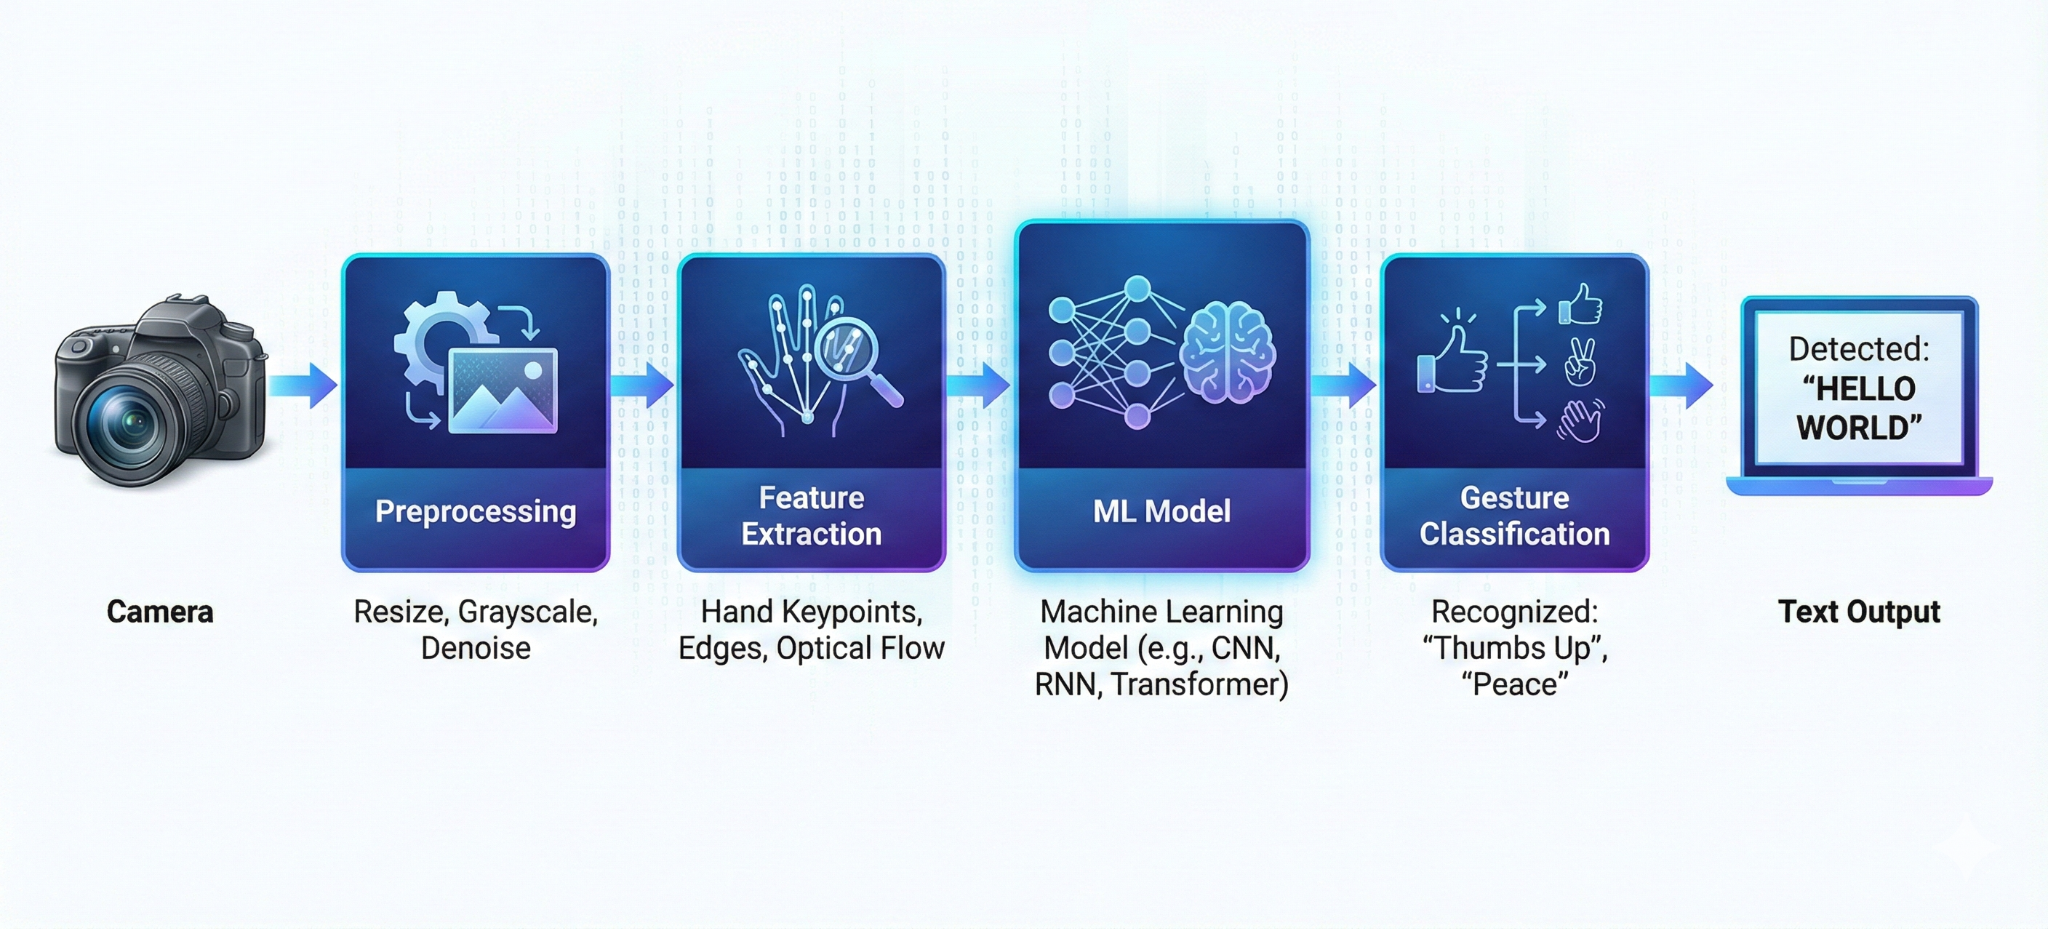 Camera
Preprocessing
Resize, Grayscale,
Denoise
Feature
Extraction
Hand Keypoints,
Edges, Optical Flow
ML Model
Machine Learning
Model (e.g., CNN,
RNN, Transformer)
Gesture
Classification
Recognized:
“Thumbs Up”,
“Peace”
Detected:
“HELLO
WORLD”
Text Output